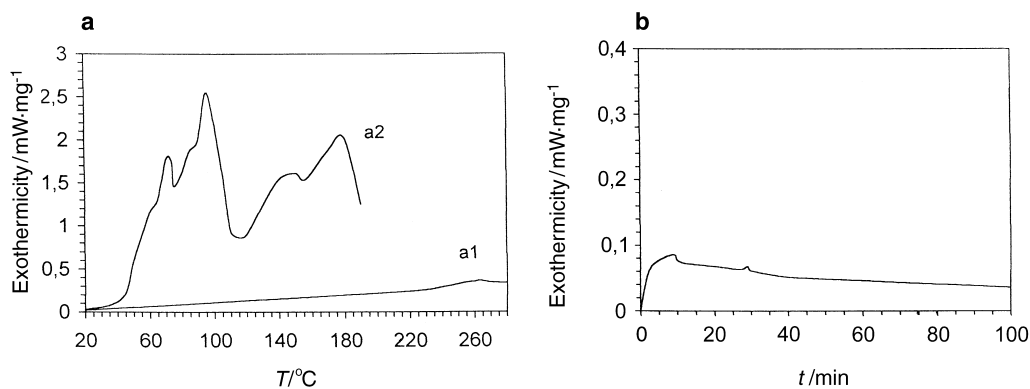 a
Exothermicity/mW·mg⁻¹
3
2,5
2
1,5
1
0,5
0
20 60 100 140 180 220 260
T/°C
a2
a1
b
Exothermicity/mW·mg⁻¹
0,4
0,3
0,2
0,1
0
0 20 40 60 80 100
t/min